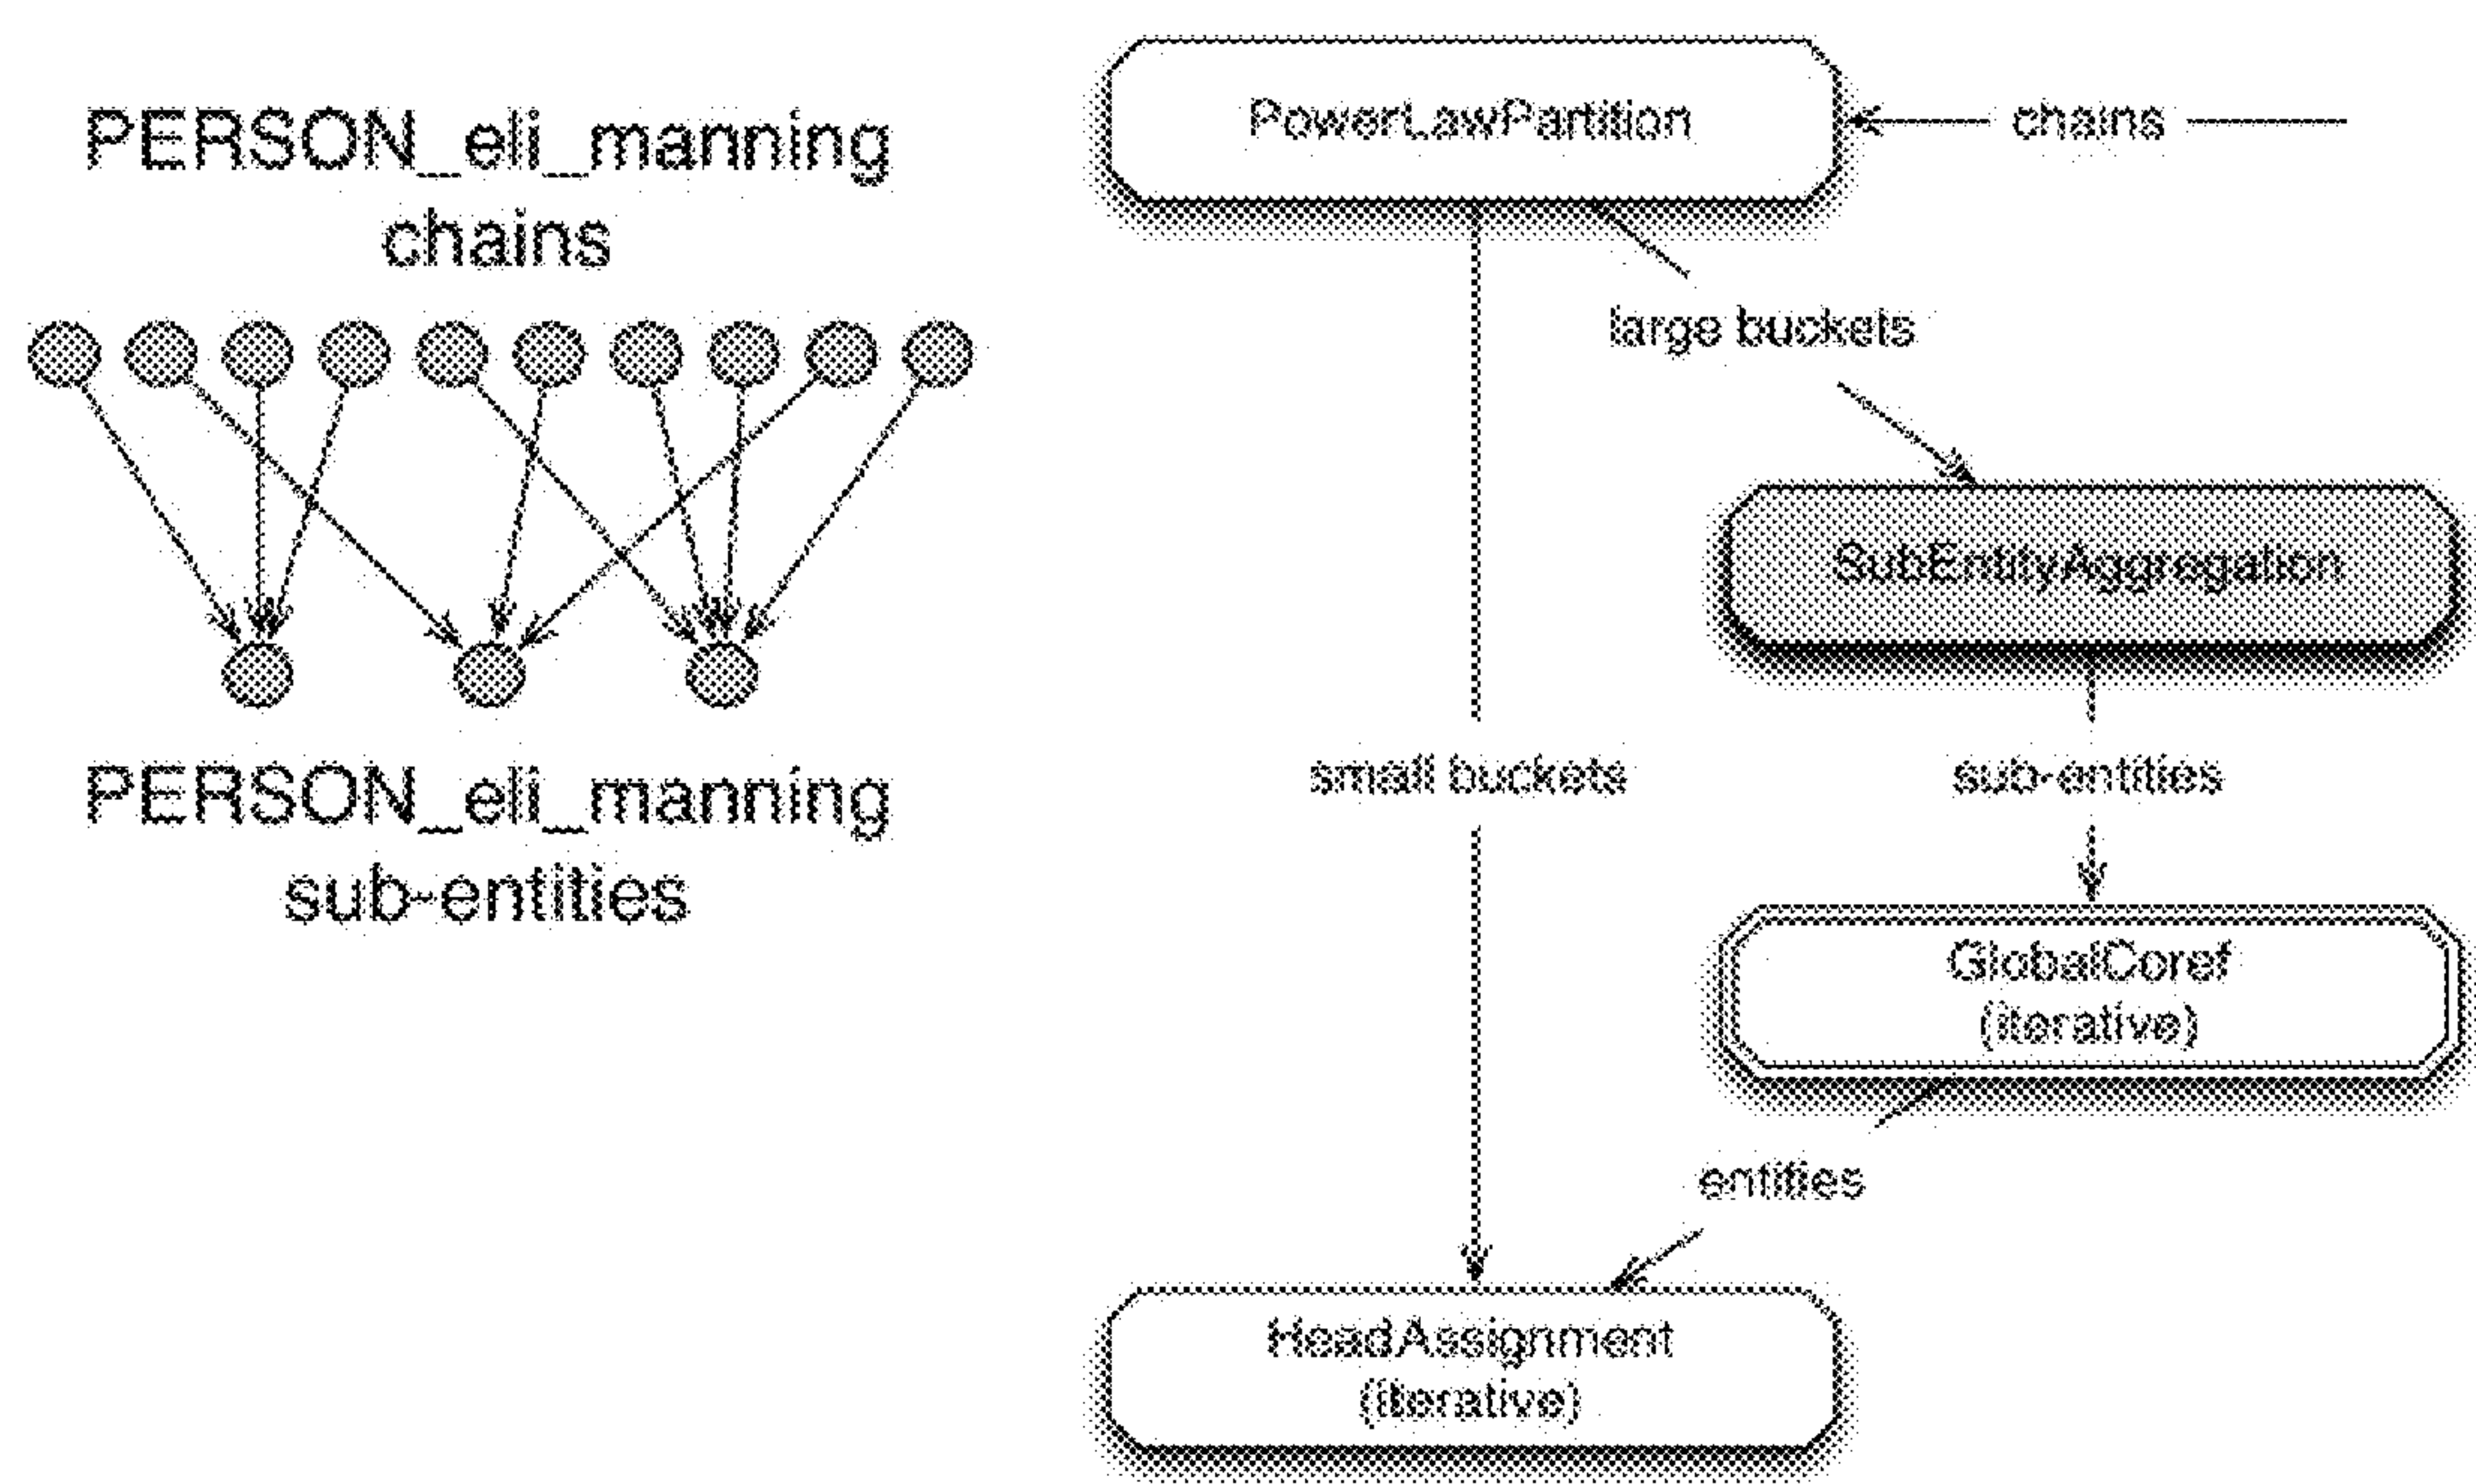 PERSON_eli_manning
chains
PERSON_eli_manning
sub-entities
PowerLawPartition
chains
large buckets
SubEntityAggregation
small buckets
sub-entities
GlobalCoref
(iterative)
entities
HeadAssignment
(iterative)